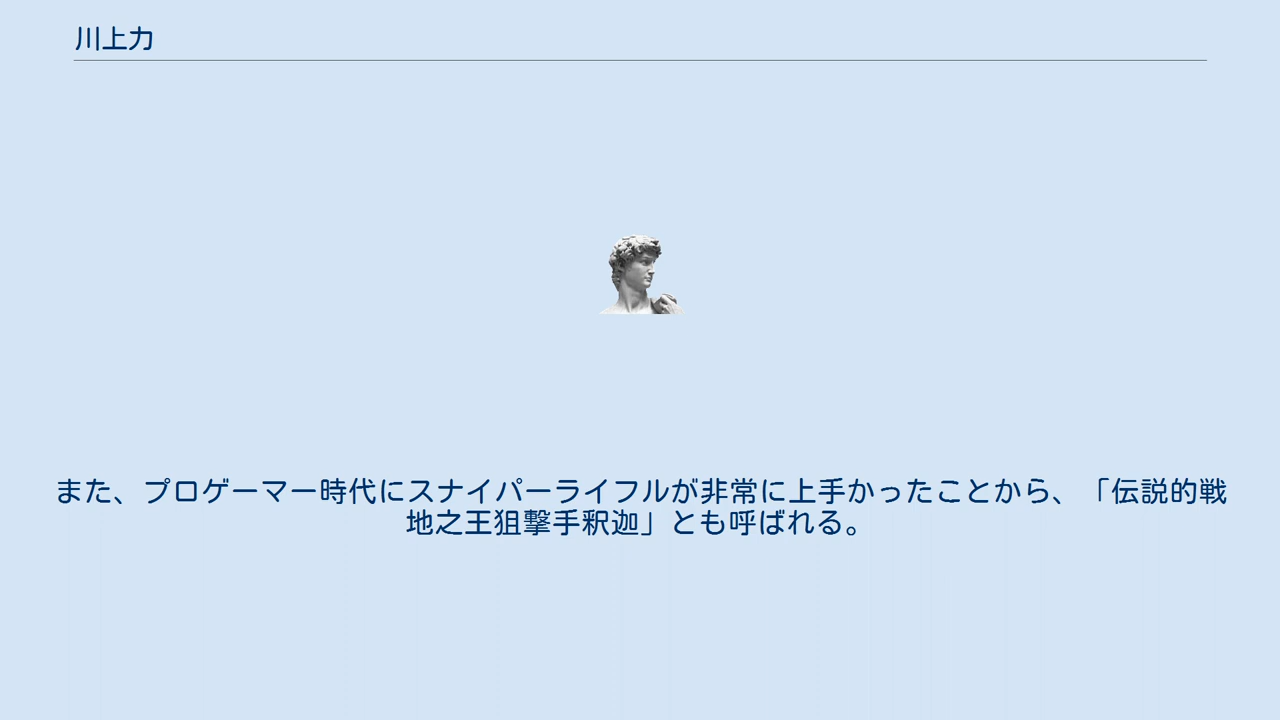 川上力
また、プロゲーマー時代にスナイパーライフルが非常に上手かったことから、「伝説的戦
地之王狙撃手釈迦」とも呼ばれる。